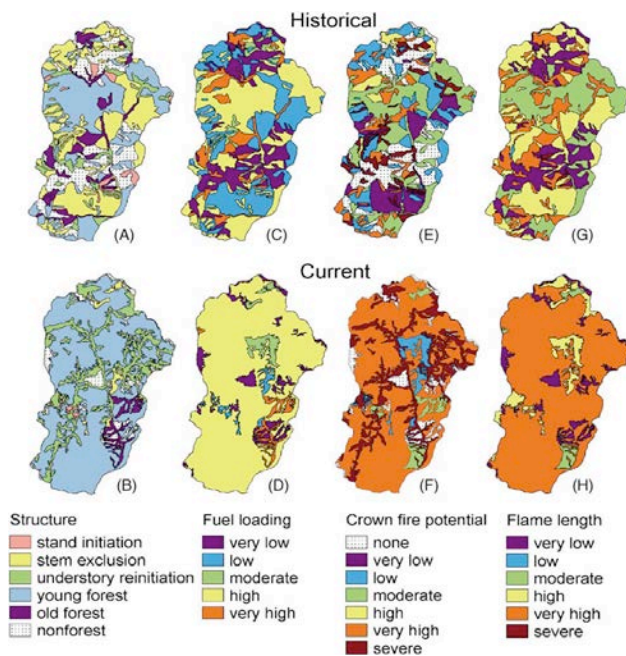 Historical
(A) (C) (E) (G)
Current
(B) (D) (F) (H)
Structure
stand initiation
stem exclusion
understory reinitiation
young forest
old forest
nonforest
Fuel loading
very low
low
moderate
high
very high
Crown fire potential
none
very low
low
moderate
high
very high
severe
Flame length
very low
low
moderate
high
very high
severe